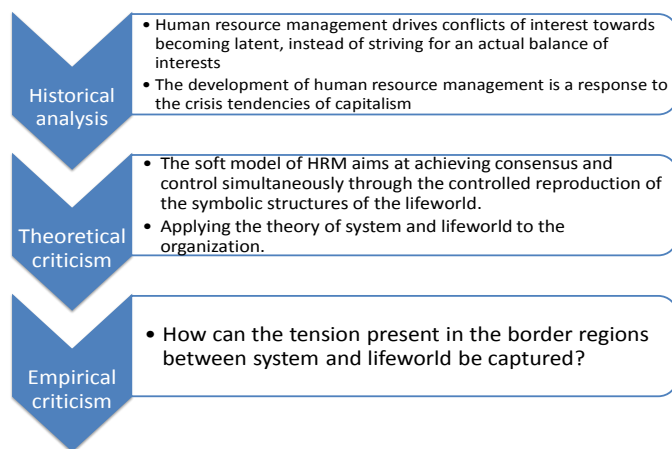 Historical
analysis
• Human resource management drives conflicts of interest towards
becoming latent, instead of striving for an actual balance of
interests
• The development of human resource management is a response to
the crisis tendencies of capitalism
Theoretical
criticism
• The soft model of HRM aims at achieving consensus and
control simultaneously through the controlled reproduction of
the symbolic structures of the lifeworld.
• Applying the theory of system and lifeworld to the
organization.
Empirical
criticism
• How can the tension present in the border regions
between system and lifeworld be captured?